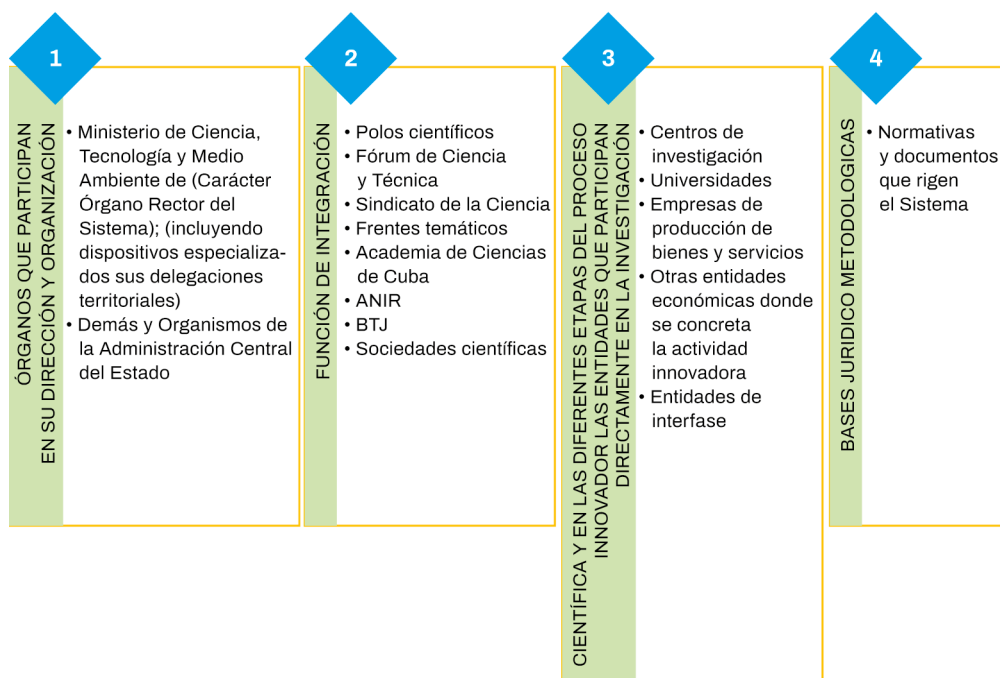 1
ÓRGANOS QUE PARTICIPAN
EN SU DIRECCIÓN Y ORGANIZACIÓN
• Ministerio de Ciencia,
Tecnología y Medio
Ambiente de (Carácter
Órgano Rector del
Sistema); (incluyendo
dispositivos especializa-
dos sus delegaciones
territoriales)
• Demás y Organismos de
la Administración Central
del Estado
2
FUNCIÓN DE INTEGRACIÓN
• Polos científicos
• Fórum de Ciencia
y Técnica
• Sindicato de la Ciencia
• Frentes temáticos
• Academia de Ciencias
de Cuba
• ANIR
• BTJ
• Sociedades científicas
3
CIENTÍFICA Y EN LAS DIFERENTES ETAPAS DEL PROCESO
INNOVADOR LAS ENTIDADES QUE PARTICIPAN
DIRECTAMENTE EN LA INVESTIGACIÓN
• Centros de
investigación
• Universidades
• Empresas de
producción de
bienes y servicios
• Otras entidades
económicas donde
se concreta
la actividad
innovadora
• Entidades de
interfase
4
BASES JURIDICO METODOLOGICAS
• Normativas
y documentos
que rigen
el Sistema